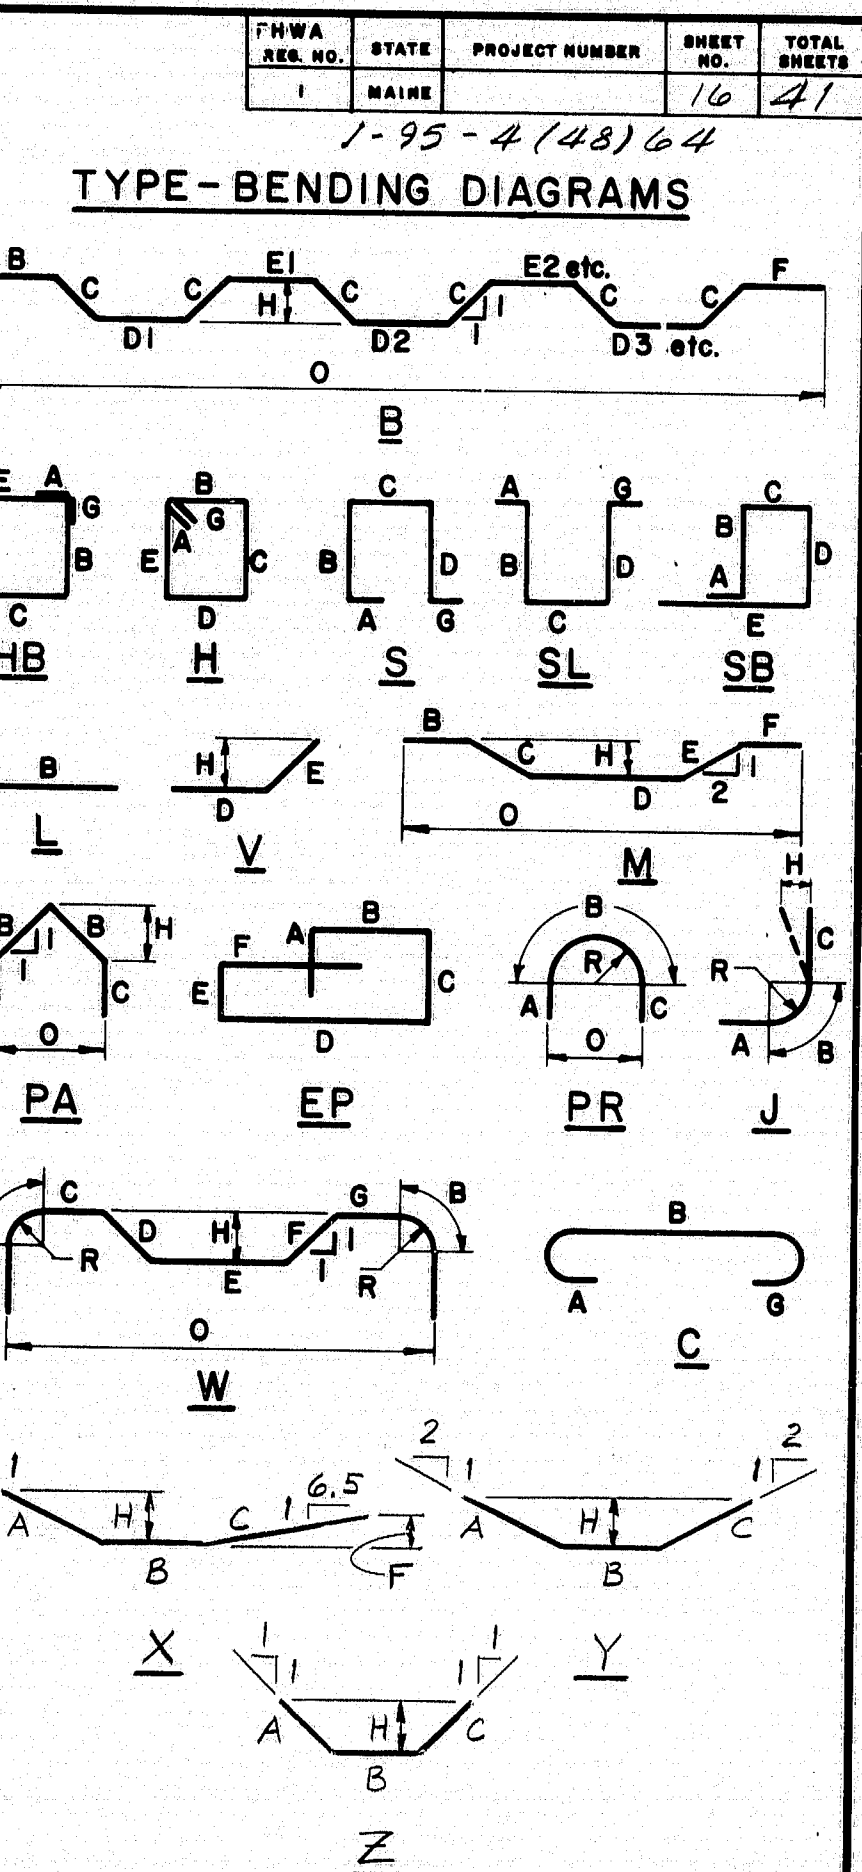 FHWA REG. NO. STATE PROJECT NUMBER SHEET NO. TOTAL SHEETS
1 MAINE 16 41
I-95-4(48)64
TYPE-BENDING DIAGRAMS
B C C E1 C C E2 etc. C C F
H 1
D1 D2 1 D3 etc.
O
B
E A B C A G C
G G B
E A C B D B D A D
B
C D A G C E
HB H S SL SB
B F
B H E C H E 1
D D 2
L V O M
H
B B H F A B B C
1 1 C E C R R
A C
O D O A B
PA EP PR J
C G B B
D H F 1
R E 1 R A G
O C
W
1 6.5 2 2
A H C 1 1 1
B F A H C
B
X 1 1 Y
1 1
A H C
B
Z